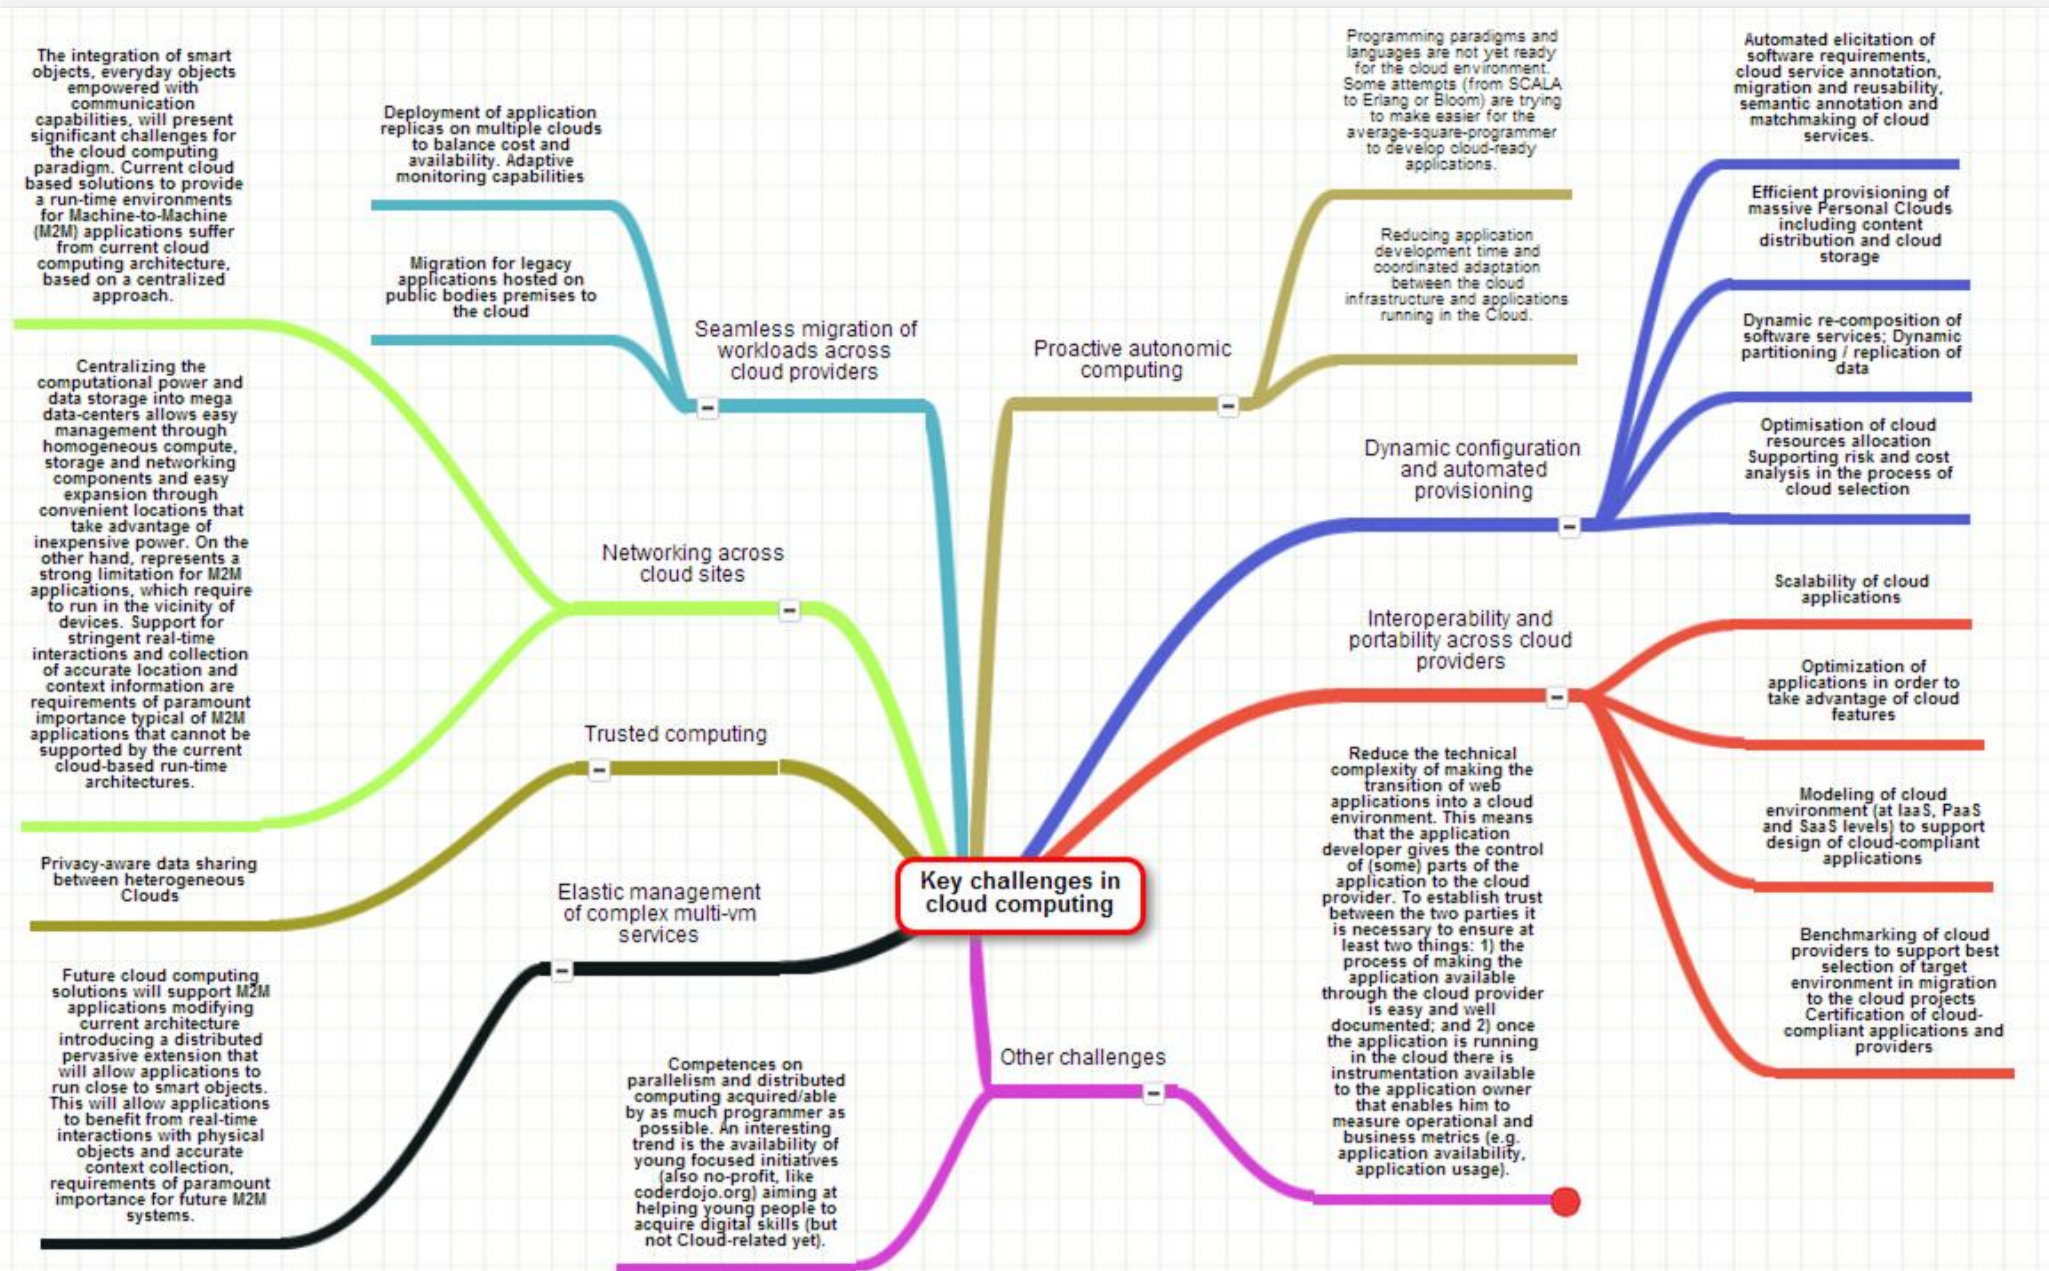 The integration of smart
objects, everyday objects
empowered with
communication
capabilities, will present
significant challenges for
the cloud computing
paradigm. Current cloud
based solutions to provide
a run-time environments
for Machine-to-Machine
(M2M) applications suffer
from current cloud
computing architecture,
based on a centralized
approach.
Centralizing the
computational power and
data storage into mega
data-centers allows easy
management through
homogeneous compute,
storage and networking
components and easy
expansion through
convenient locations that
take advantage of
inexpensive power. On the
other hand, represents a
strong limitation for M2M
applications, which require
to run in the vicinity of
devices. Support for
stringent real-time
interactions and collection
of accurate location and
context information are
requirements of paramount
importance typical of M2M
applications that cannot be
supported by the current
cloud-based run-time
architectures.
Privacy-aware data sharing
between heterogeneous
Clouds
Future cloud computing
solutions will support M2M
applications modifying
current architecture
introducing a distributed
pervasive extension that
will allow applications to
run close to smart objects.
This will allow applications
to benefit from real-time
interactions with physical
objects and accurate
context collection,
requirements of paramount
importance for future M2M
systems.
Deployment of application
replicas on multiple clouds
to balance cost and
availability. Adaptive
monitoring capabilities
Migration for legacy
applications hosted on
public bodies premises to
the cloud
Seamless migration of
workloads across
cloud providers
Networking across
cloud sites
Trusted computing
Elastic management
of complex multi-vm
services
Competences on
parallelism and distributed
computing acquired/able
by as much programmer as
possible. An interesting
trend is the availability of
young focused initiatives
(also no-profit, like
coderdojo.org) aiming at
helping young people to
acquire digital skills (but
not Cloud-related yet).
Key challenges in
cloud computing
Other challenges
Proactive autonomic
computing
Programming paradigms and
languages are not yet ready
for the cloud environment.
Some attempts (from SCALA
to Erlang or Bloom) are trying
to make easier for the
average-square-programmer
to develop cloud-ready
applications.
Reducing application
development time and
coordinated adaptation
between the cloud
infrastructure and applications
running in the Cloud.
Dynamic configuration
and automated
provisioning
Interoperability and
portability across cloud
providers
Reduce the technical
complexity of making the
transition of web
applications into a cloud
environment. This means
that the application
developer gives the control
of (some) parts of the
application to the cloud
provider. To establish trust
between the two parties it
is necessary to ensure at
least two things: 1) the
process of making the
application available
through the cloud provider
is easy and well
documented; and 2) once
the application is running
in the cloud there is
instrumentation available
to the application owner
that enables him to
measure operational and
business metrics (e.g.
application availability,
application usage).
Automated elicitation of
software requirements,
cloud service annotation,
migration and reusability,
semantic annotation and
matchmaking of cloud
services.
Efficient provisioning of
massive Personal Clouds
including content
distribution and cloud
storage
Dynamic re-composition of
software services; Dynamic
partitioning / replication of
data
Optimisation of cloud
resources allocation
Supporting risk and cost
analysis in the process of
cloud selection
Scalability of cloud
applications
Optimization of
applications in order to
take advantage of cloud
features
Modeling of cloud
environment (at IaaS, PaaS
and SaaS levels) to support
design of cloud-compliant
applications
Benchmarking of cloud
providers to support best
selection of target
environment in migration
to the cloud projects
Certification of cloud-
compliant applications and
providers